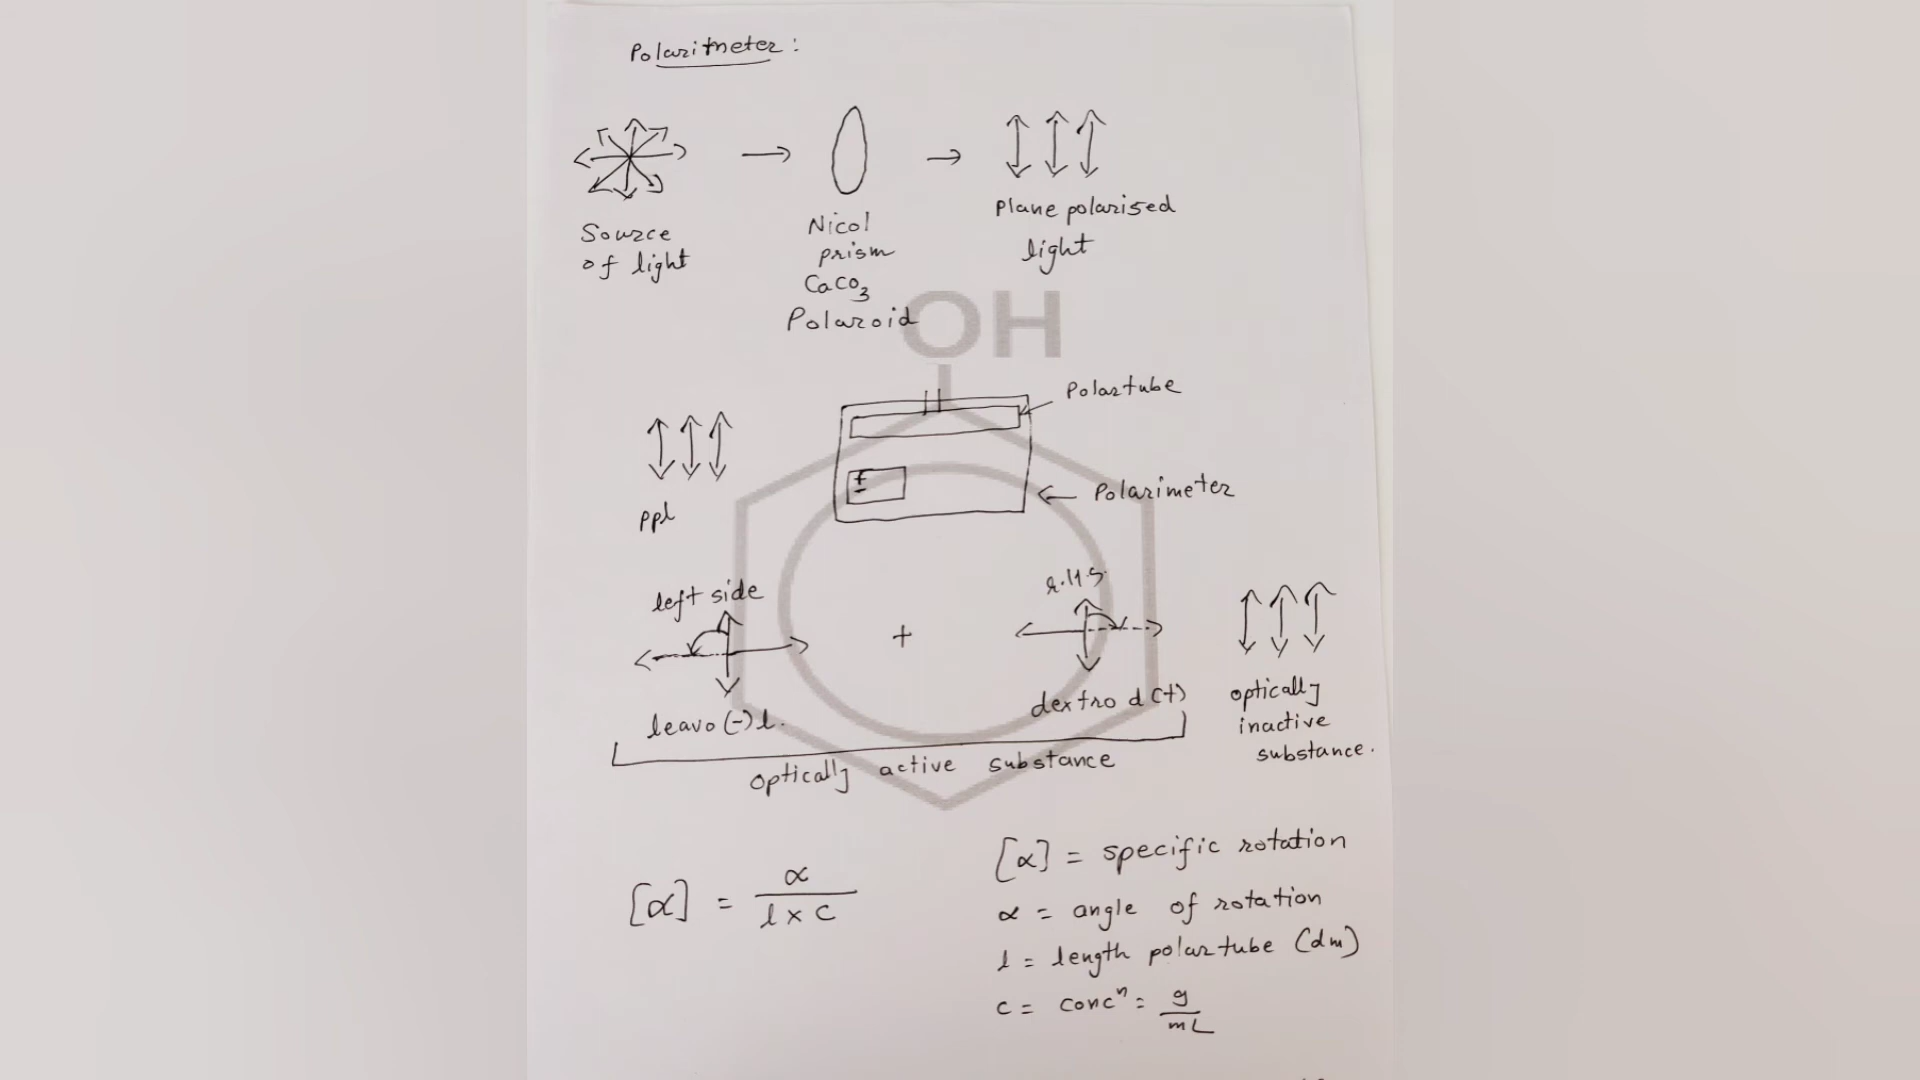 Polarimeter :
Source
of light
Nicol
prism
CaCO3
Polaroid
Plane polarised
light
OH
Polartube
±
ppl
Polarimeter
left side
r.H.S.
+
leavo (-) l.
dextro d (+)
optically
inactive
substance.
optically active substance
[α] = α / l × c
[α] = specific rotation
α = angle of rotation
l = length polartube (dm)
c = concⁿ = g / mL